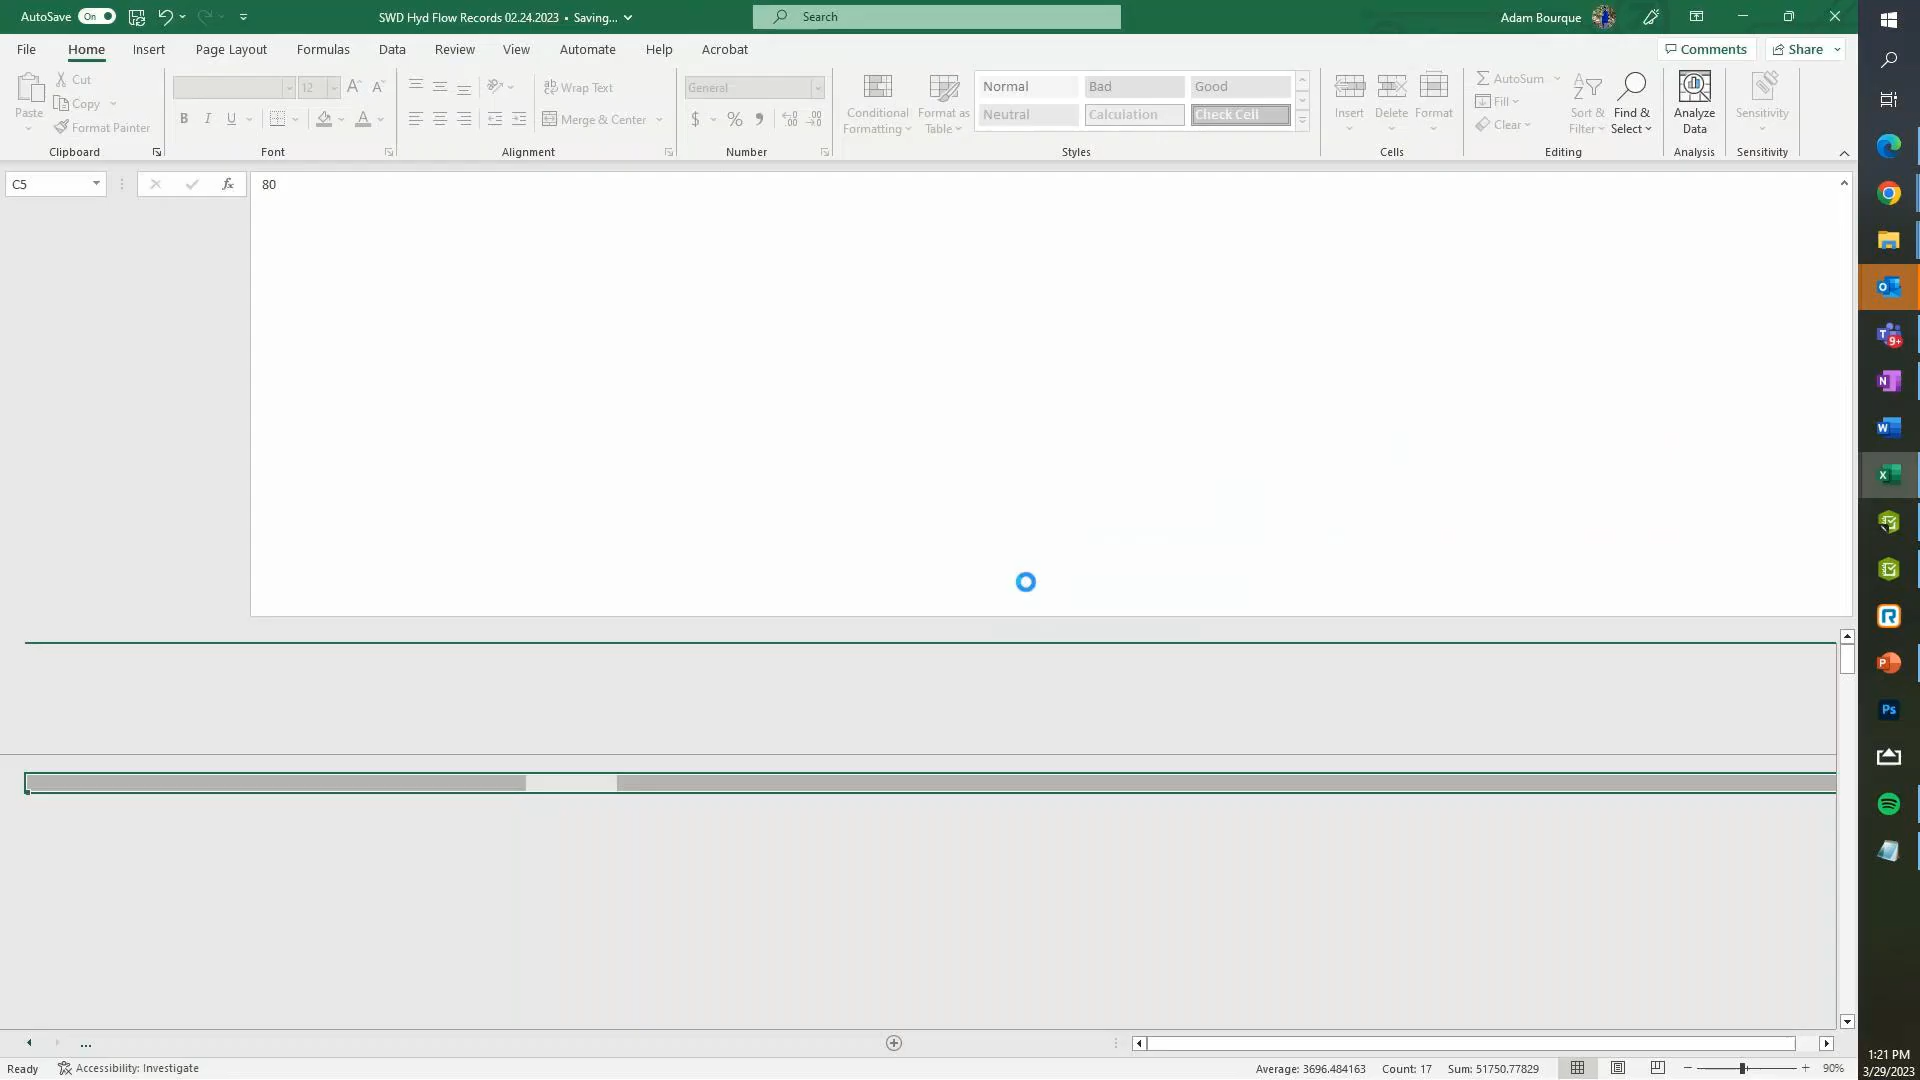 AutoSave On SWD Hyd Flow Records 02.24.2023 • Saving... Search Adam Bourque
File Home Insert Page Layout Formulas Data Review View Automate Help Acrobat Comments Share
Paste Cut Copy Format Painter Clipboard
12 A A B I U A Font
Wrap Text Merge & Center Alignment
General $ % Number
Conditional Formatting Format as Table
Normal Bad Good
Neutral Calculation Check Cell
Styles
Insert Delete Format Cells
AutoSum Fill Clear Sort & Filter Find & Select Editing
Analyze Data Analysis
Sensitivity Sensitivity
C5 fx 80
...
Ready Accessibility: Investigate Average: 3696.484163 Count: 17 Sum: 51750.77829 90%
O
T 9+
N
W
X
R
P
Ps
1:21 PM
3/29/2023